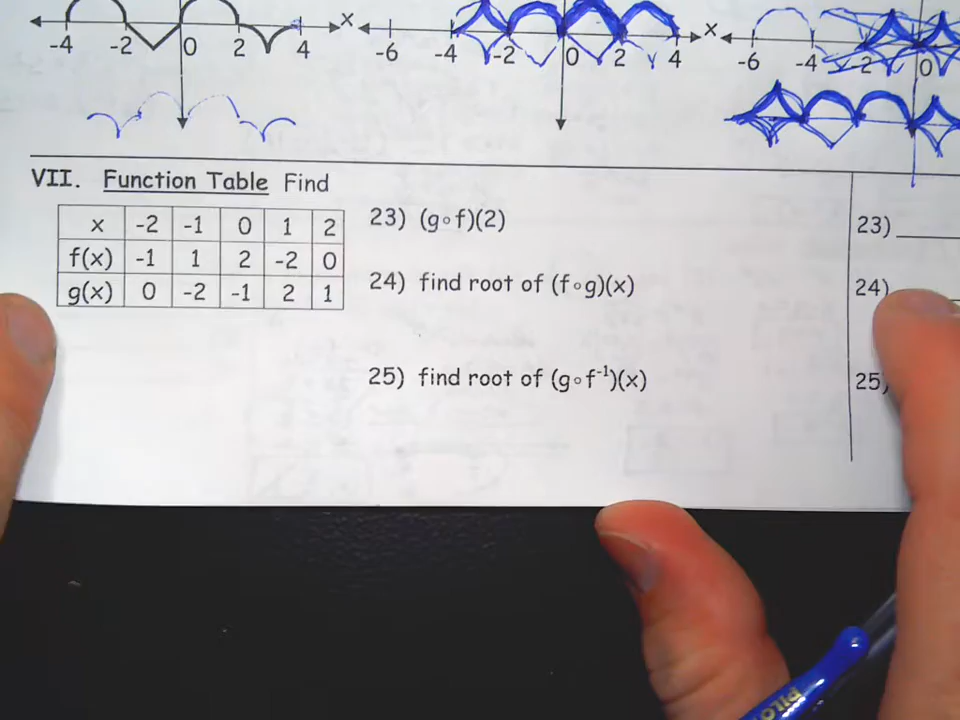 -4 -2 0 2 4 x
-6 -4 -2 0 2 4 x
-6 -4 -2 0
VII. Function Table Find
x -2 -1 0 1 2
f(x) -1 1 2 -2 0
g(x) 0 -2 -1 2 1
23) (g∘f)(2)
24) find root of (f∘g)(x)
25) find root of (g∘f⁻¹)(x)
23)
24)
25)
PILO